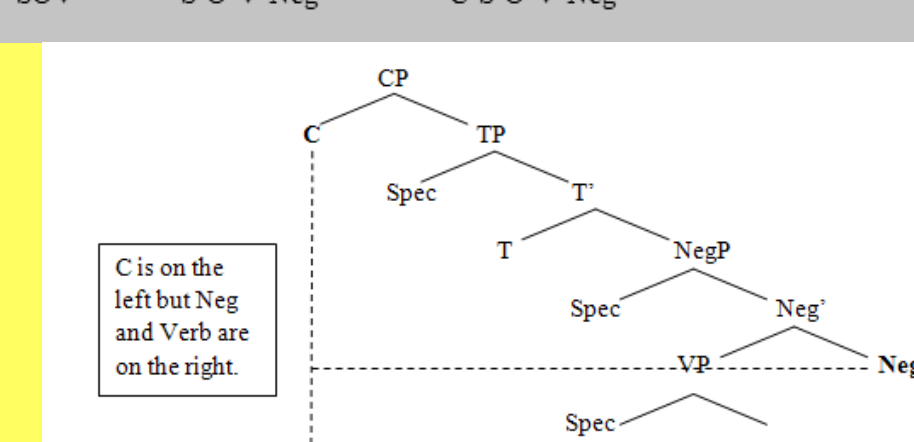 CP
C TP
Spec T’
T NegP
C is on the
left but Neg
and Verb are
on the right.
Spec Neg’
VP Neg
Spec